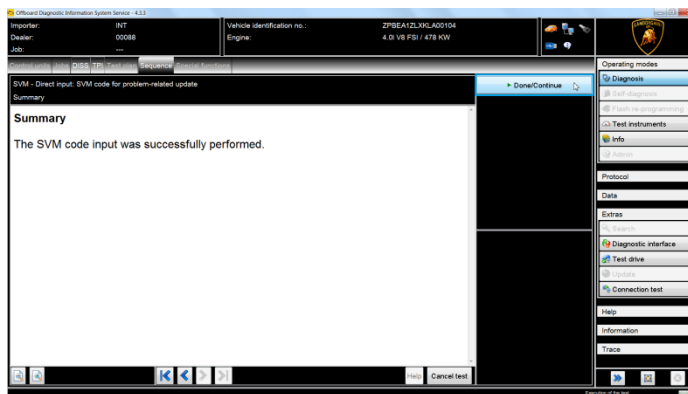 Offboard Diagnostic Information System Service - 4.3.3
Importer: INT
Dealer: 00088
Job: ---
Vehicle identification no.: ZPBEA1ZLXKLA00104
Engine: 4.0l V8 FSI / 478 KW
Control units Jobs DISS TPI Test plan Sequence Special functions
SVM - Direct input: SVM code for problem-related update
Summary
Summary
The SVM code input was successfully performed.
Done/Continue
Help
Cancel test
Operating modes
Diagnosis
Self-diagnosis
Flash re-programming
Test instruments
Info
Admin
Protocol
Data
Extras
Search
Diagnostic interface
Test drive
Update
Connection test
Help
Information
Trace
Execution of the test